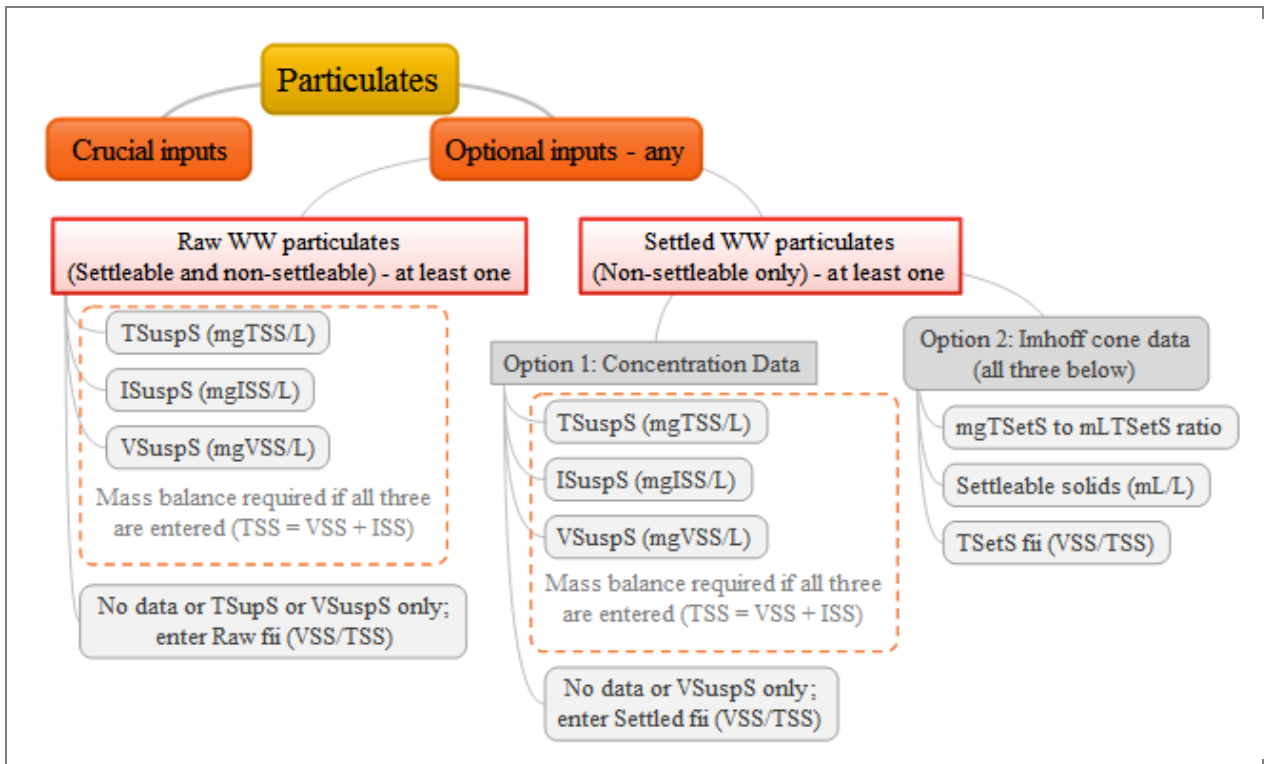 Particulates
Crucial inputs
Optional inputs - any
Raw WW particulates
(Settleable and non-settleable) - at least one
TSuspS (mgTSS/L)
ISuspS (mgISS/L)
VSuspS (mgVSS/L)
Mass balance required if all three
are entered (TSS = VSS + ISS)
No data or TSupS or VSuspS only;
enter Raw fii (VSS/TSS)
Settled WW particulates
(Non-settleable only) - at least one
Option 1: Concentration Data
TSuspS (mgTSS/L)
ISuspS (mgISS/L)
VSuspS (mgVSS/L)
Mass balance required if all three
are entered (TSS = VSS + ISS)
No data or VSuspS only;
enter Settled fii (VSS/TSS)
Option 2: Imhoff cone data
(all three below)
mgTSetS to mLTSetS ratio
Settleable solids (mL/L)
TSetS fii (VSS/TSS)